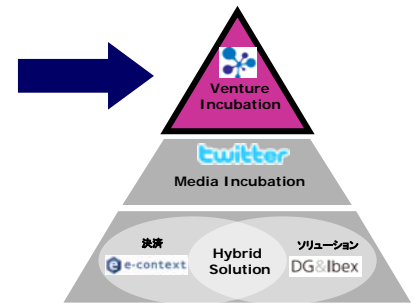 Venture
Incubation
twitter
Media Incubation
決済
ソリューション
Hybrid
Solution
e-context
DG&Ibex